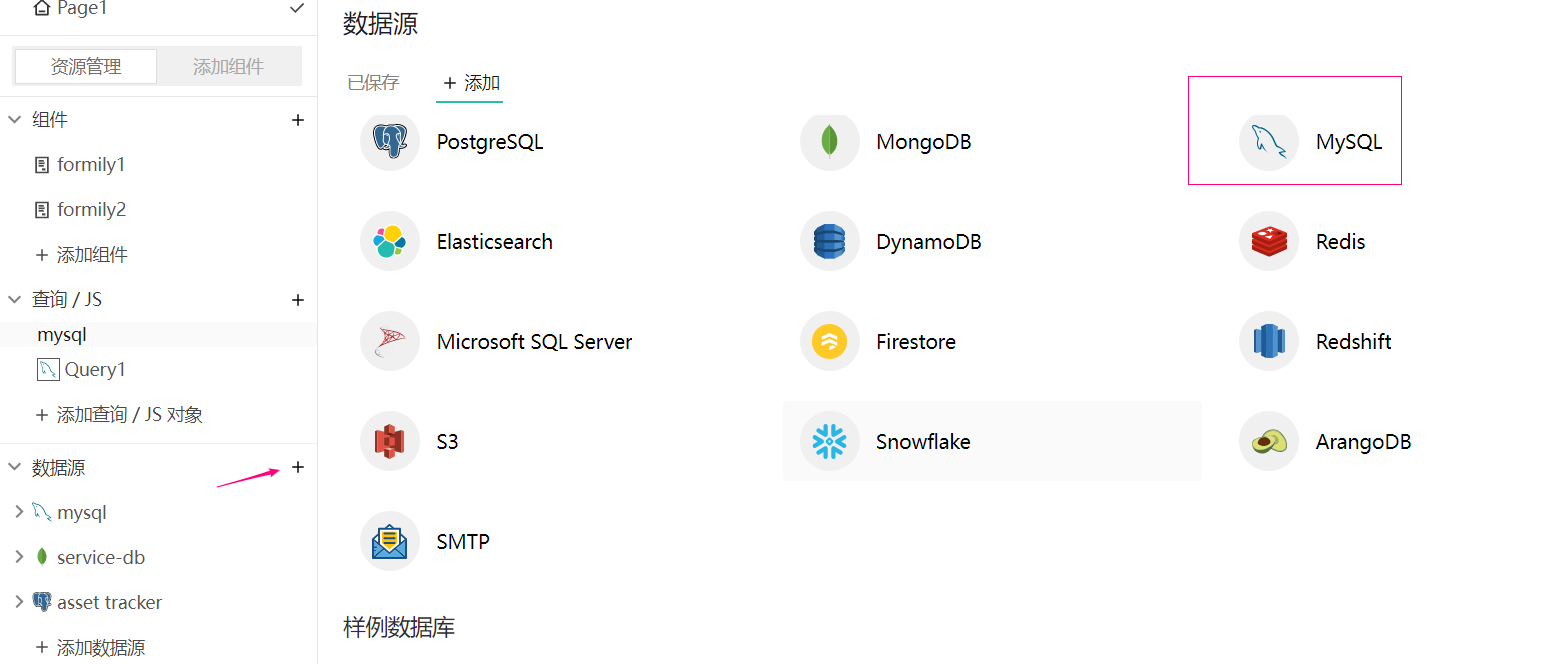 Page1
资源管理
添加组件
组件
formily1
formily2
添加组件
查询 / JS
mysql
Query1
添加查询 / JS 对象
数据源
mysql
service-db
asset tracker
添加数据源
数据源
已保存
+ 添加
PostgreSQL
MongoDB
MySQL
Elasticsearch
DynamoDB
Redis
Microsoft SQL Server
Firestore
Redshift
S3
Snowflake
ArangoDB
SMTP
样例数据库